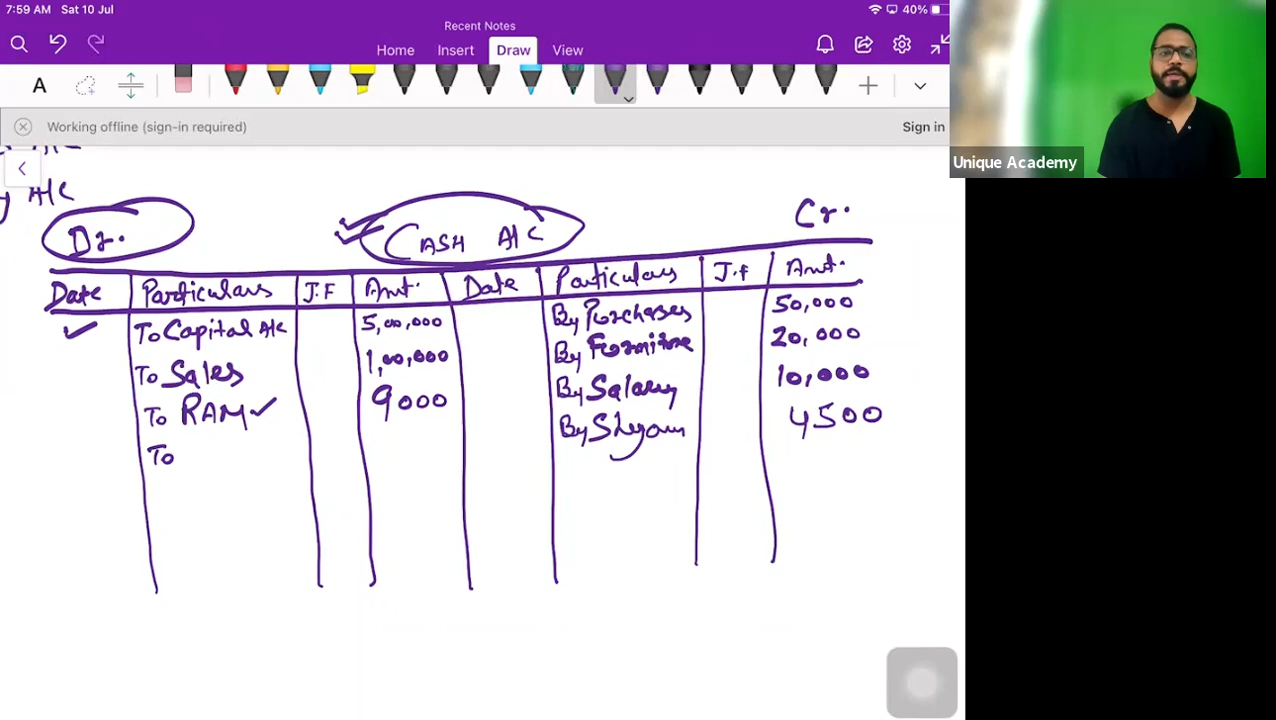 7:59 AM Sat 10 Jul
40%
Recent Notes
Home Insert Draw View
A
Working offline (sign-in required)
Sign in
Unique Academy
A/C
Dr. CASH A/C Cr.
Date Particulars J.F Amt. Date Particulars J.f Amt.
To Capital A/c 5,00,000 By Purchases 50,000
To Sales 1,00,000 By Furniture 20,000
To RAM 9000 By Salary 10,000
To By Shyam 4500